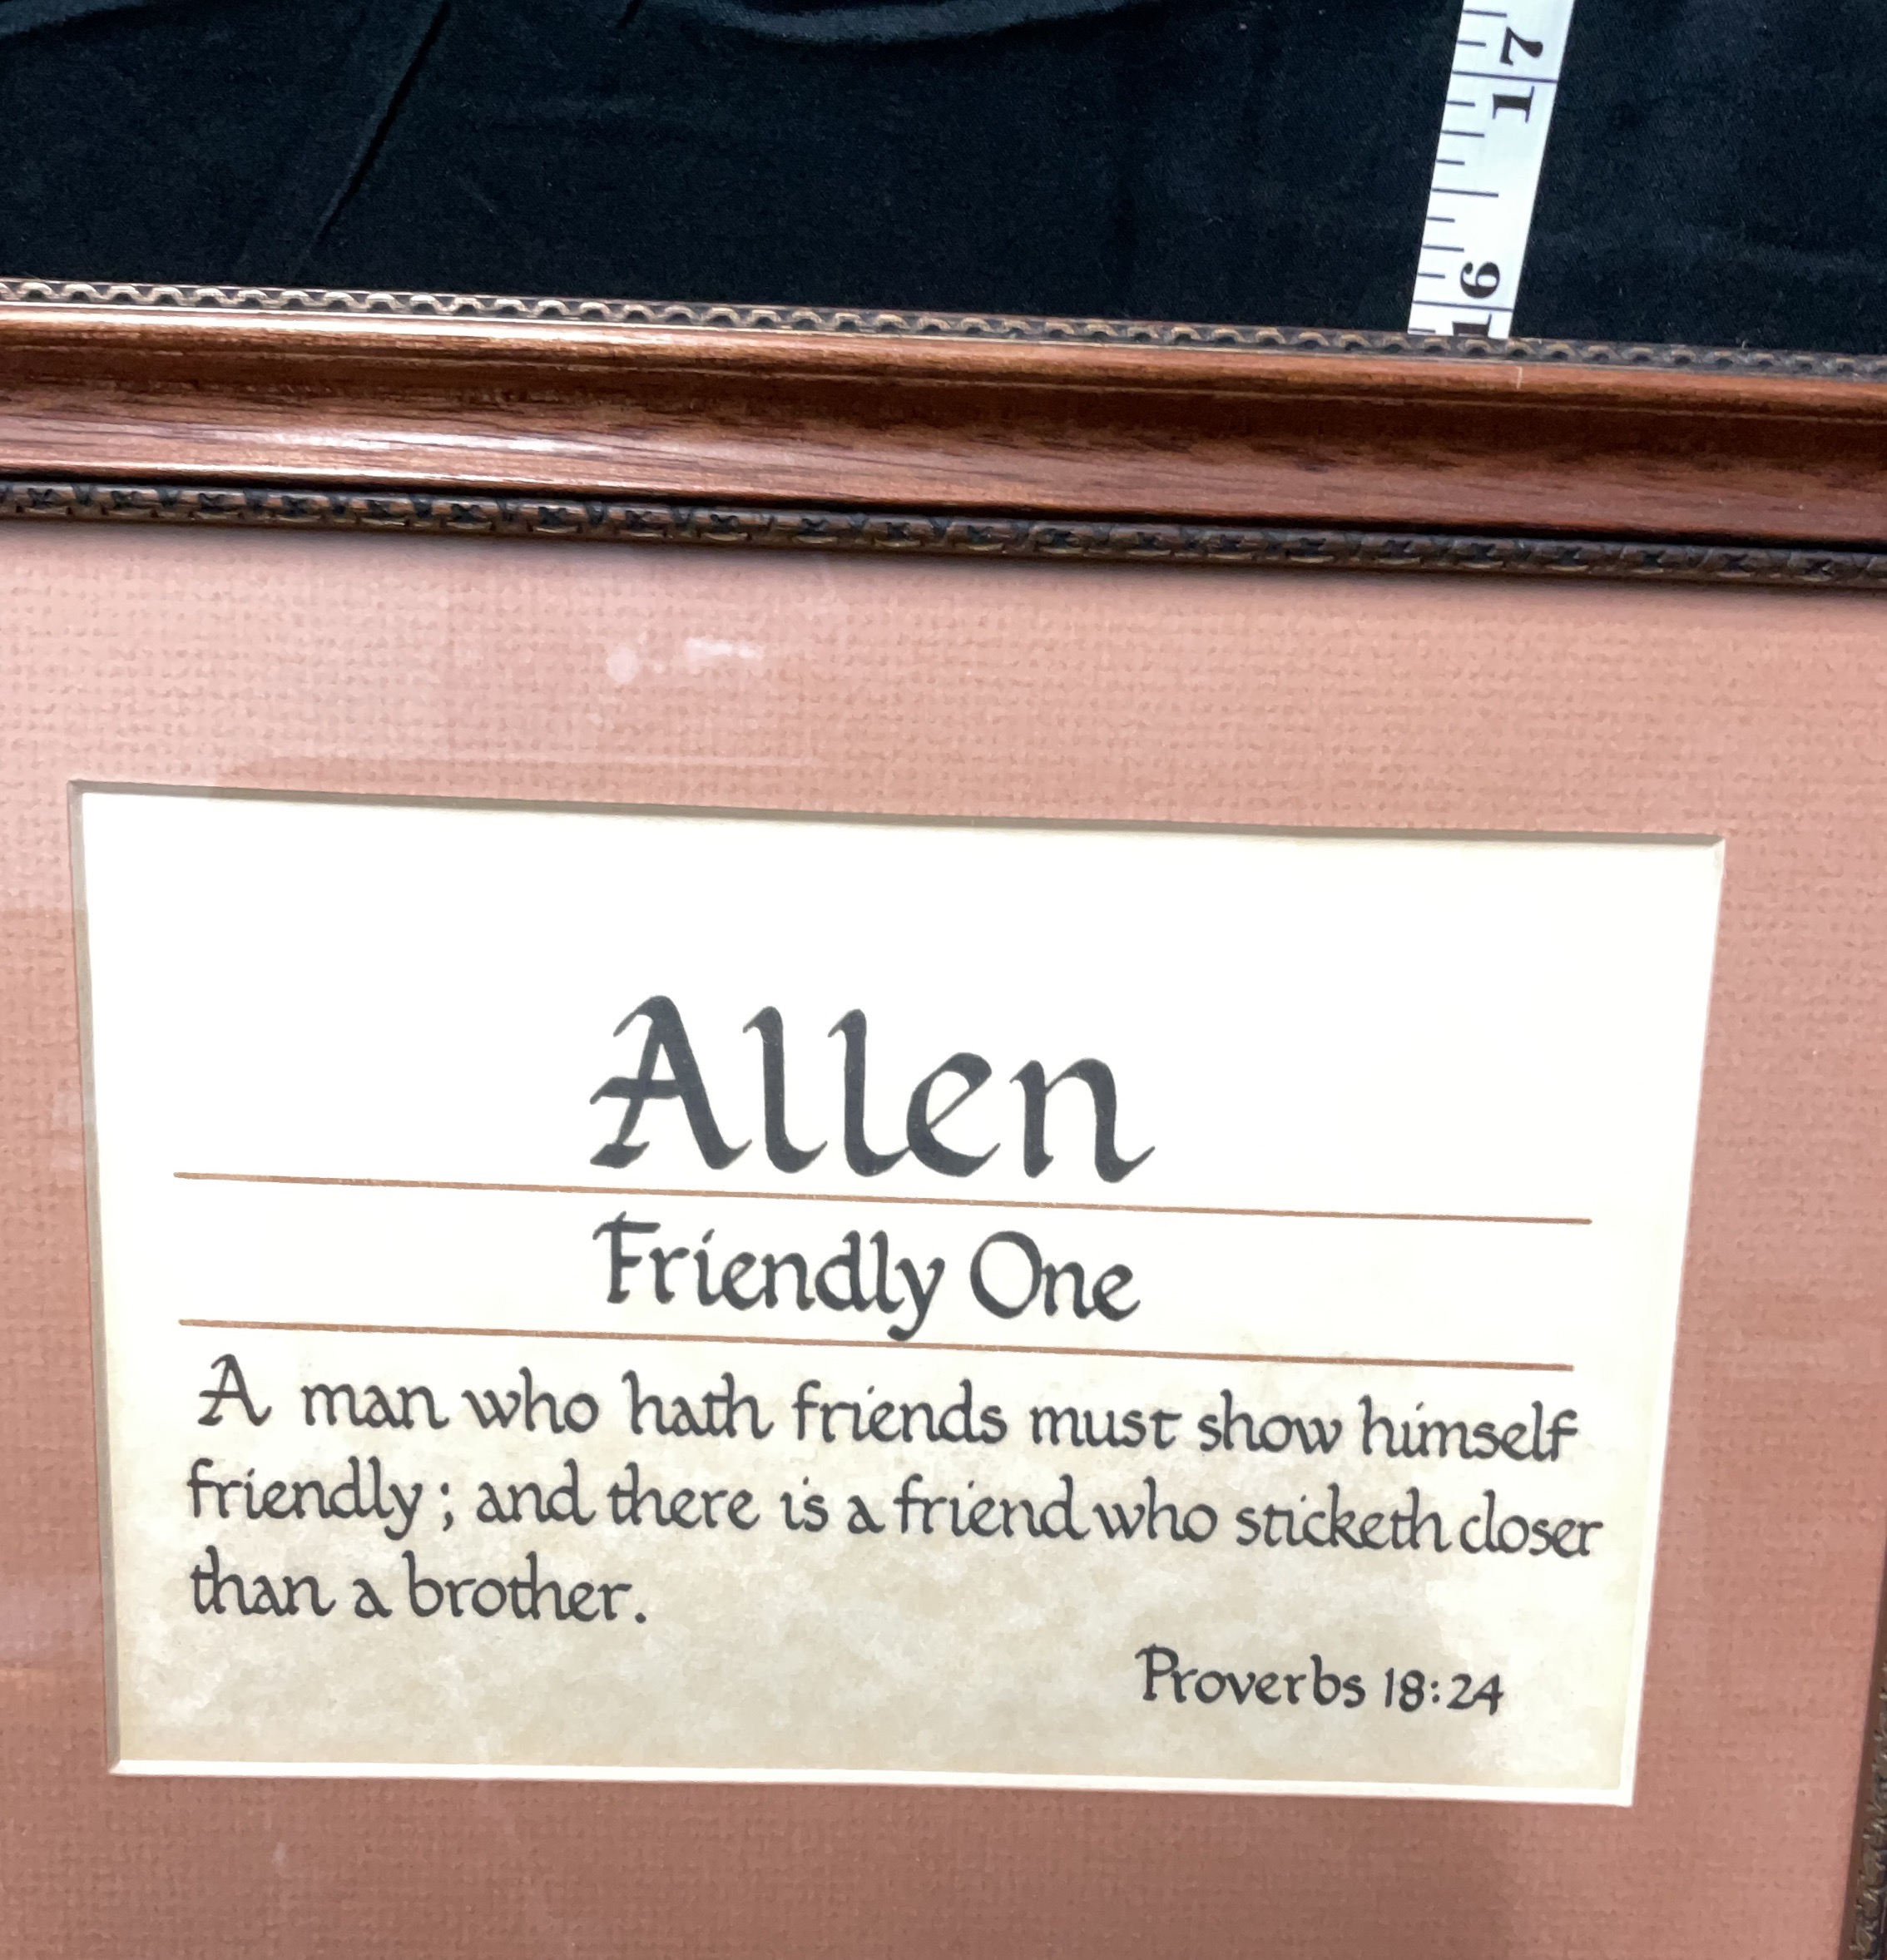 17
16
Allen
Friendly One
A man who hath friends must show himself
friendly; and there is a friend who sticketh closer
than a brother.
Proverbs 18:24